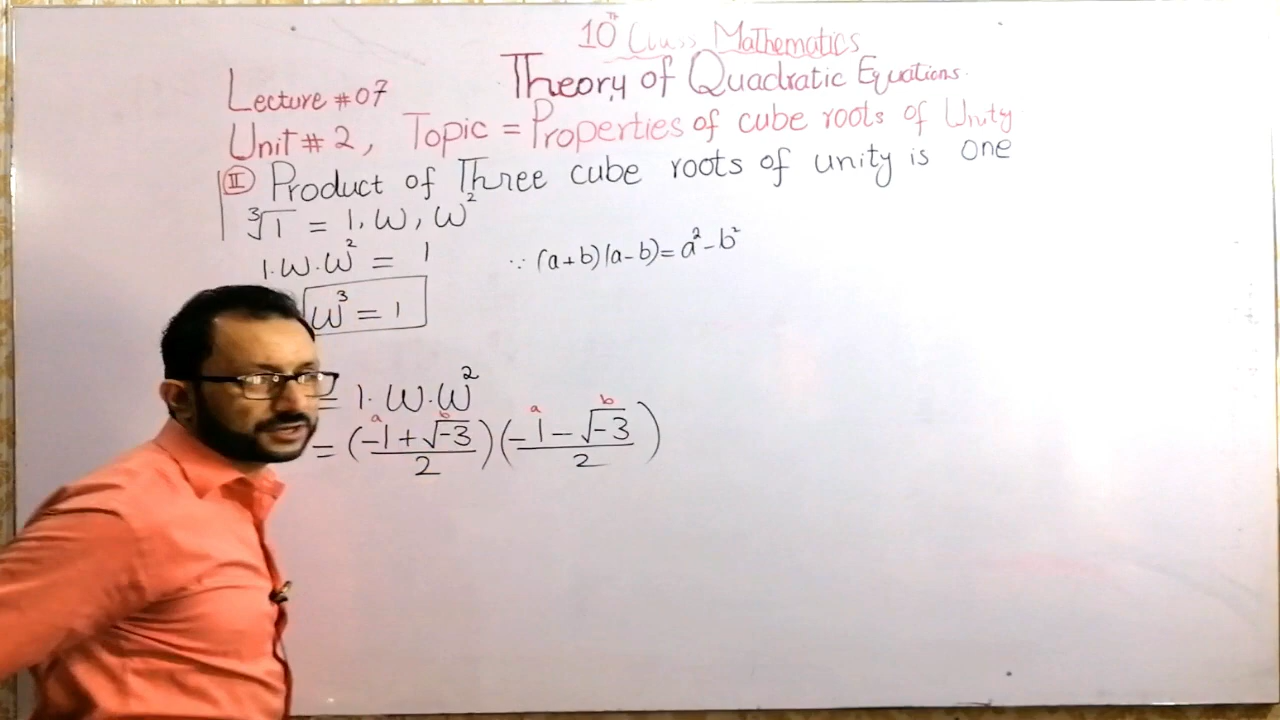 10th Class Mathematics
Theory of Quadratic Equations.
Lecture # 07
Unit # 2, Topic = Properties of cube roots of Unity
II Product of Three cube roots of unity is one
∛1 = 1, ω, ω²
1.ω.ω² = 1
∵ (a+b)(a-b) = a² - b²
ω³ = 1
= 1.ω.ω²
a b a b
= (-1+√-3/2)(-1-√-3/2)